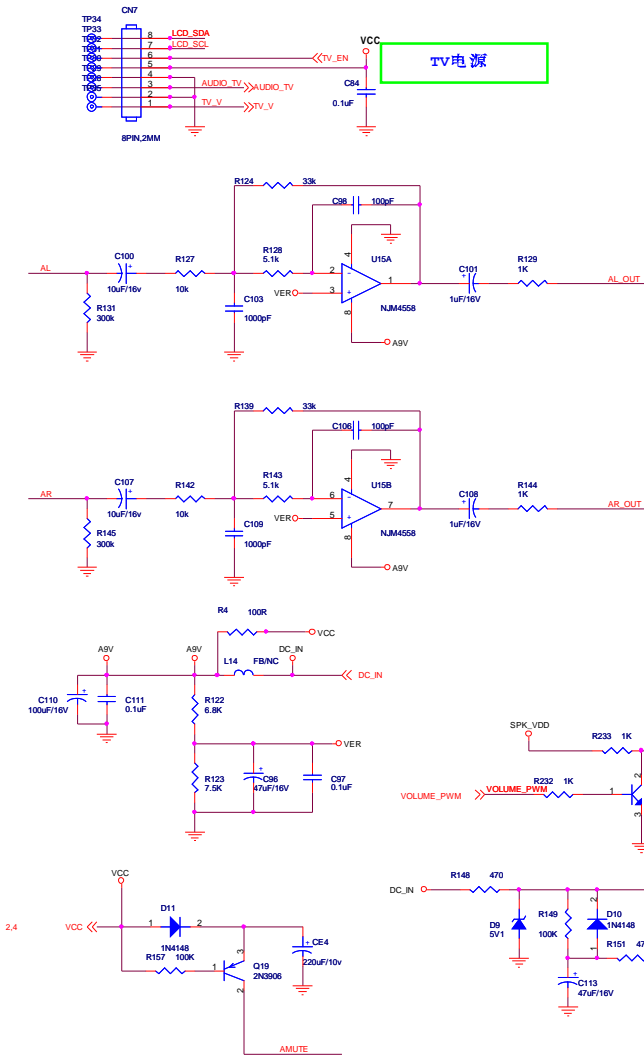 CN7
TP34
TP33
LCD_SDA
LCD_SCL
TV_EN
AUDIO_TV
AUDIO_TV
TV_V
TV_V
8
7
6
5
4
3
2
1
8PIN,2MM
VCC
C84
0.1uF
TV电源
R124
33k
C98
100pF
AL
C100
10uF/16v
R127
10k
R128
5.1k
R131
300k
C103
1000pF
VER
4
2
3
8
1
U15A
NJM4558
A9V
C101
1uF/16V
R129
1K
AL_OUT
R139
33k
C106
100pF
AR
C107
10uF/16v
R142
10k
R143
5.1k
R145
300k
C109
1000pF
VER
4
6
5
8
7
U15B
NJM4558
A9V
C108
1uF/16V
R144
1K
AR_OUT
R4
100R
VCC
A9V
A9V
L14
FB/NC
DC_IN
DC_IN
C110
100uF/16V
C111
0.1uF
R122
6.8K
VER
R123
7.5K
C96
47uF/16V
C97
0.1uF
SPK_VDD
R233
1K
VOLUME_PWM
VOLUME_PWM
R232
1K
1
2
3
VCC
2,4
VCC
D11
1
2
1N4148
R157
100K
1
3
2
Q19
2N3906
CE4
220uF/10v
AMUTE
DC_IN
R148
470
D9
5V1
R149
100K
D10
1N4148
2
1
R151
47
C113
47uF/16V